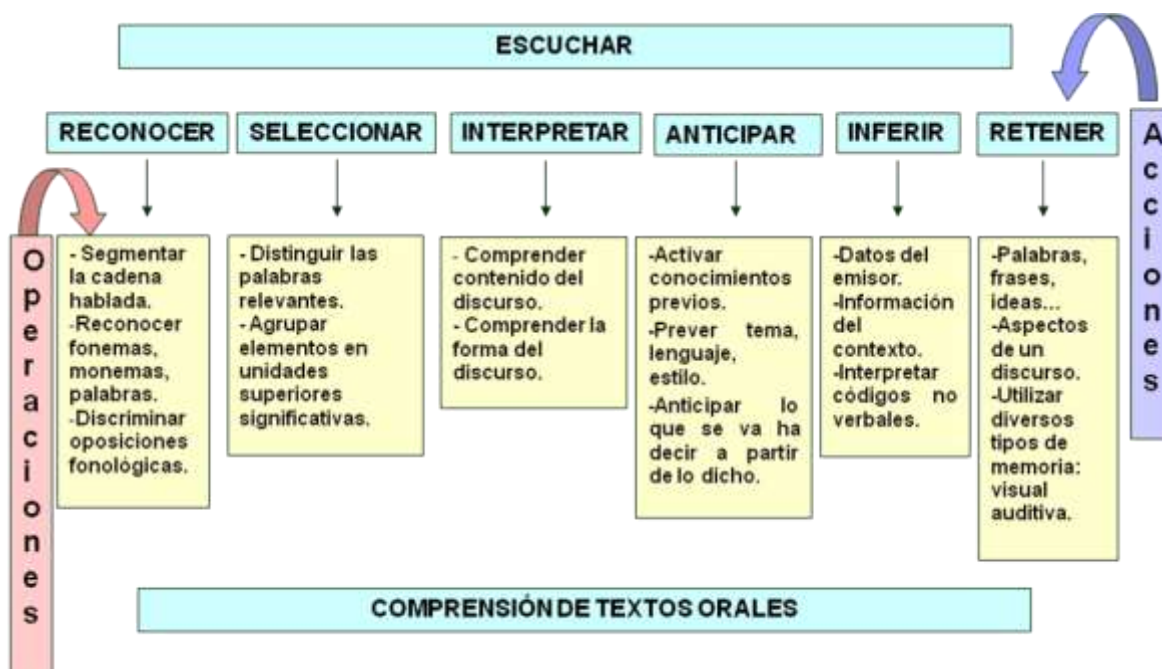 ESCUCHAR
RECONOCER
SELECCIONAR
INTERPRETAR
ANTICIPAR
INFERIR
RETENER
Acciones
Operaciones
- Segmentar
la cadena
hablada.
-Reconocer
fonemas,
monemas,
palabras.
-Discriminar
oposiciones
fonológicas.
- Distinguir las
palabras
relevantes.
- Agrupar
elementos en
unidades
superiores
significativas.
- Comprender
contenido del
discurso.
- Comprender la
forma del
discurso.
-Activar
conocimientos
previos.
-Prever tema,
lenguaje,
estilo.
-Anticipar lo
que se va ha
decir a partir
de lo dicho.
-Datos del
emisor.
-Información
del
contexto.
-Interpretar
códigos no
verbales.
-Palabras,
frases,
ideas...
-Aspectos
de un
discurso.
-Utilizar
diversos
tipos de
memoria:
visual
auditiva.
COMPRENSIÓN DE TEXTOS ORALES